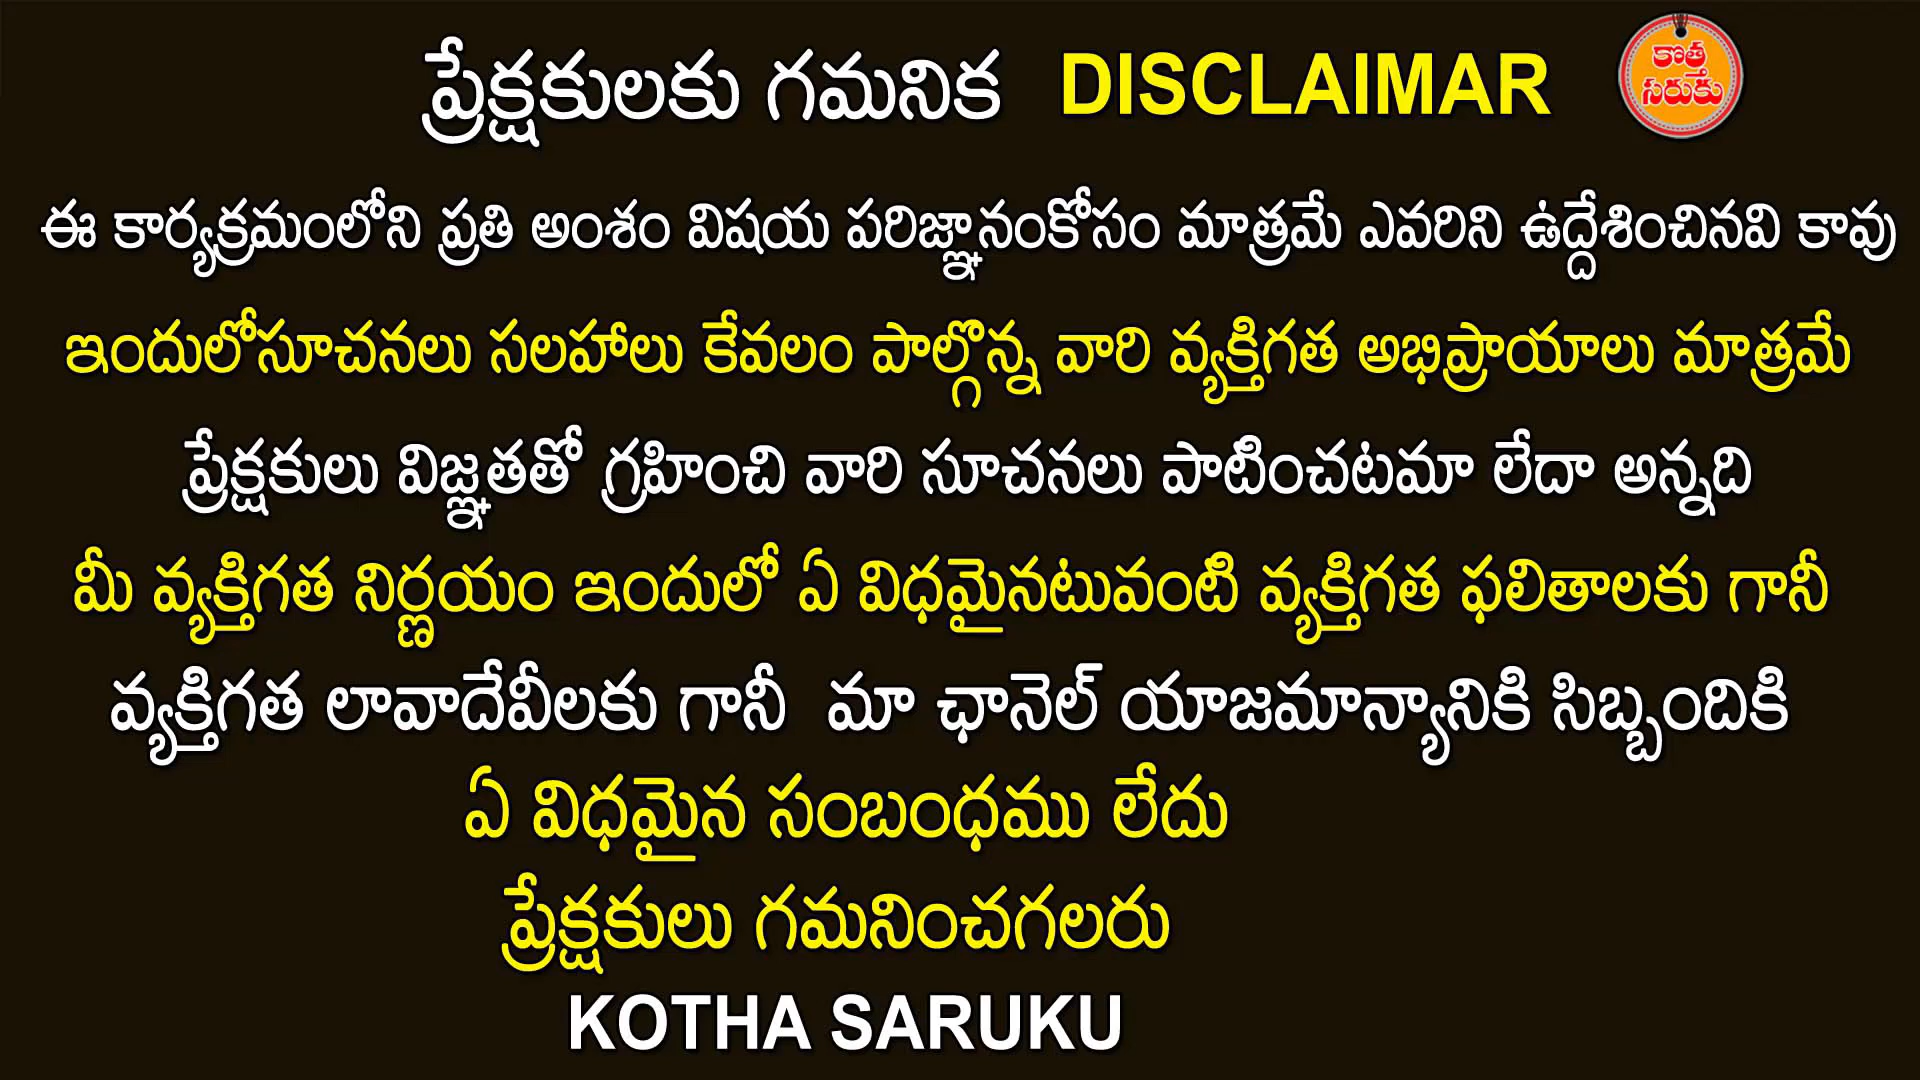 ప్రేక్షకులకు గమనిక DISCLAIMAR
కొత్త
సరుకు
ఈ కార్యక్రమంలోని ప్రతి అంశం విషయ పరిజ్ఞానంకోసం మాత్రమే ఎవరిని ఉద్దేశించినవి కావు
ఇందులోసూచనలు సలహాలు కేవలం పాల్గొన్న వారి వ్యక్తిగత అభిప్రాయాలు మాత్రమే
ప్రేక్షకులు విజ్ఞతతో గ్రహించి వారి సూచనలు పాటించటమా లేదా అన్నది
మీ వ్యక్తిగత నిర్ణయం ఇందులో ఏ విధమైనటువంటి వ్యక్తిగత ఫలితాలకు గానీ
వ్యక్తిగత లావాదేవీలకు గానీ మా ఛానెల్ యాజమాన్యానికి సిబ్బందికి
ఏ విధమైన సంబంధము లేదు
ప్రేక్షకులు గమనించగలరు
KOTHA SARUKU